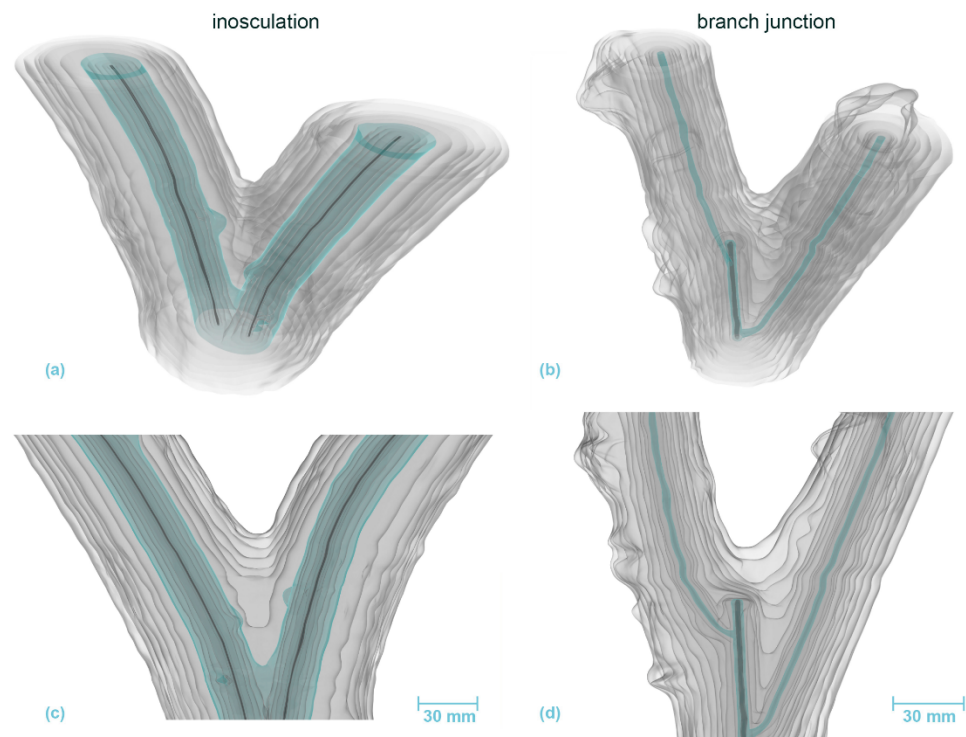 inosculation
branch junction
(a)
(b)
(c)
30 mm
(d)
30 mm